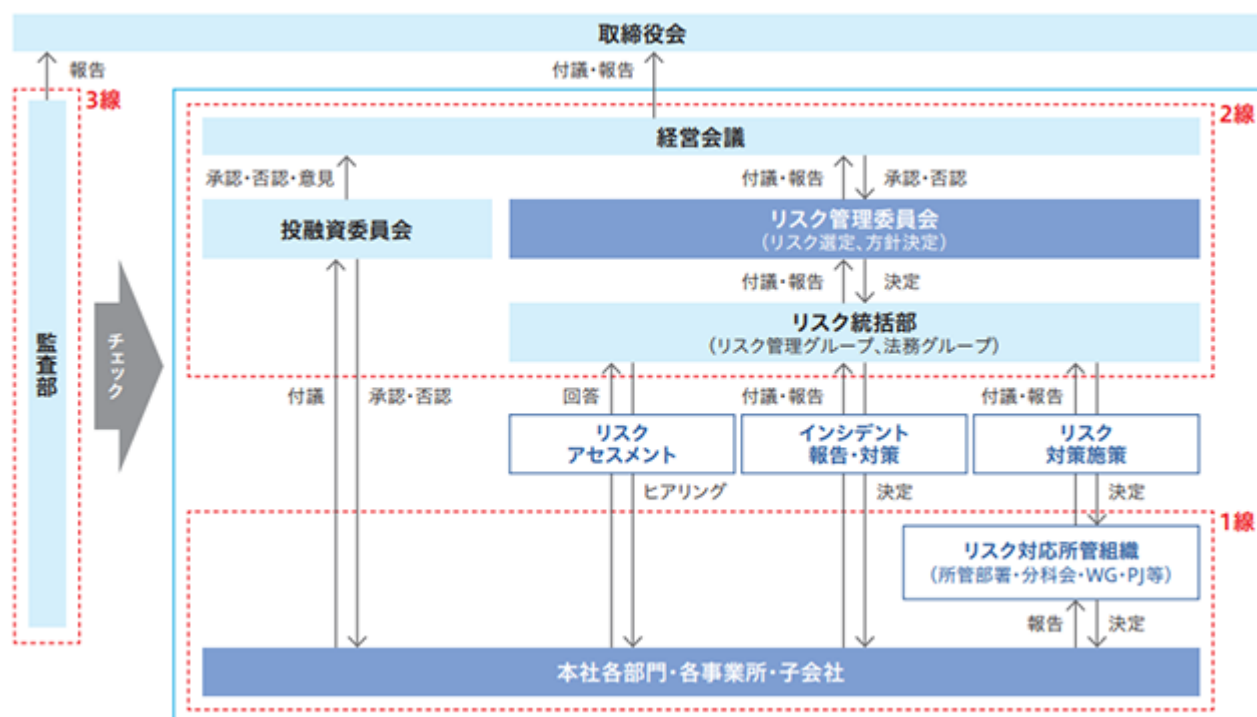 取締役会
報告
付議・報告
3線
2線
経営会議
承認・否認・意見
付議・報告
承認・否認
投融資委員会
リスク管理委員会
(リスク選定、方針決定)
付議・報告
決定
監査部
チェック
リスク統括部
(リスク管理グループ、法務グループ)
付議
承認・否認
回答
付議・報告
付議・報告
リスク
アセスメント
インシデント
報告・対策
リスク
対策施策
ヒアリング
決定
決定
1線
リスク対応所管組織
(所管部署・分科会・WG・PJ等)
報告
決定
本社各部門・各事業所・子会社